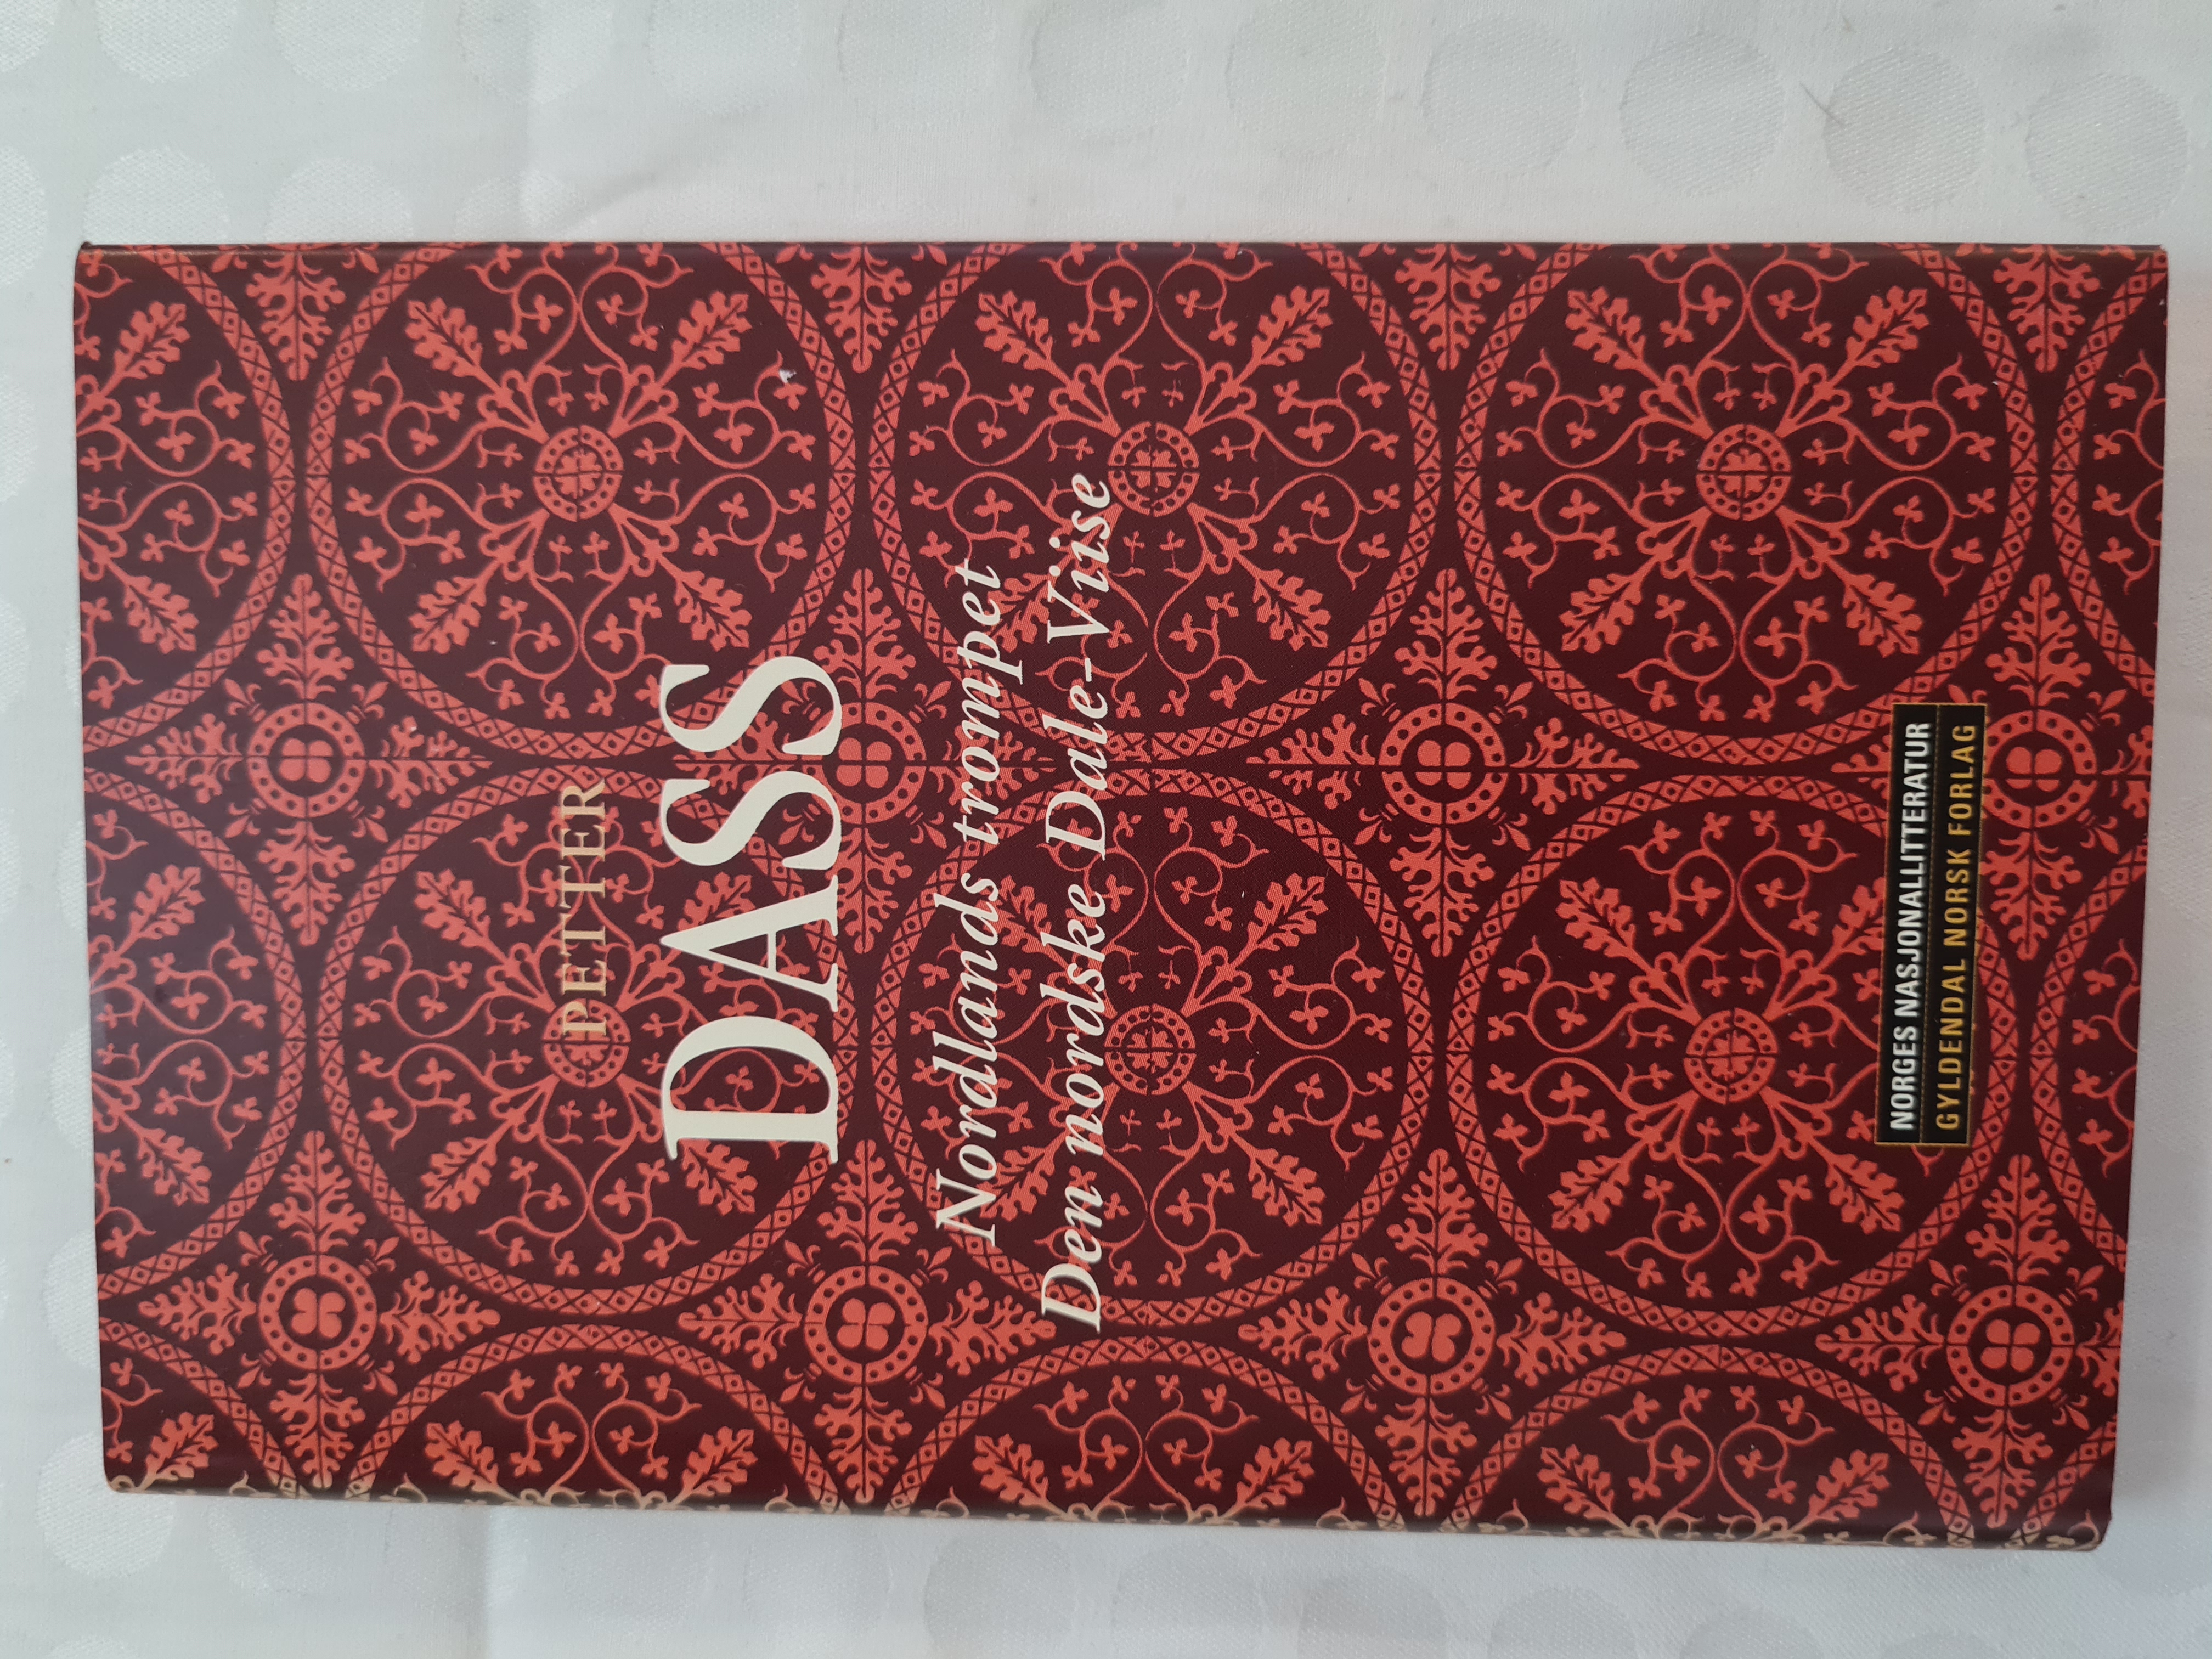 PETTER
DASS
Nordlands trompet
Den nordske Dale-Viise
NORGES NASJONALLITTERATUR
GYLDENDAL NORSK FORLAG